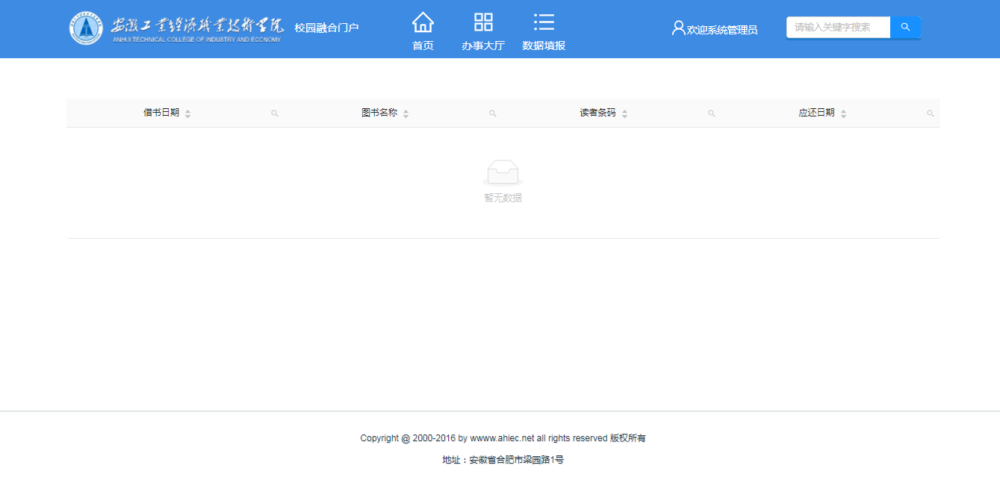 安徽工业经济职业技术学院
ANHUI TECHNICAL COLLEGE OF INDUSTRY AND ECCNOMY
校园融合门户
首页
办事大厅
数据填报
欢迎系统管理员
请输入关键字搜索
借书日期
图书名称
读者条码
应还日期
暂无数据
Copyright @ 2000-2016 by wwww.ahiec.net all rights reserved 版权所有
地址：安徽省合肥市梁园路1号